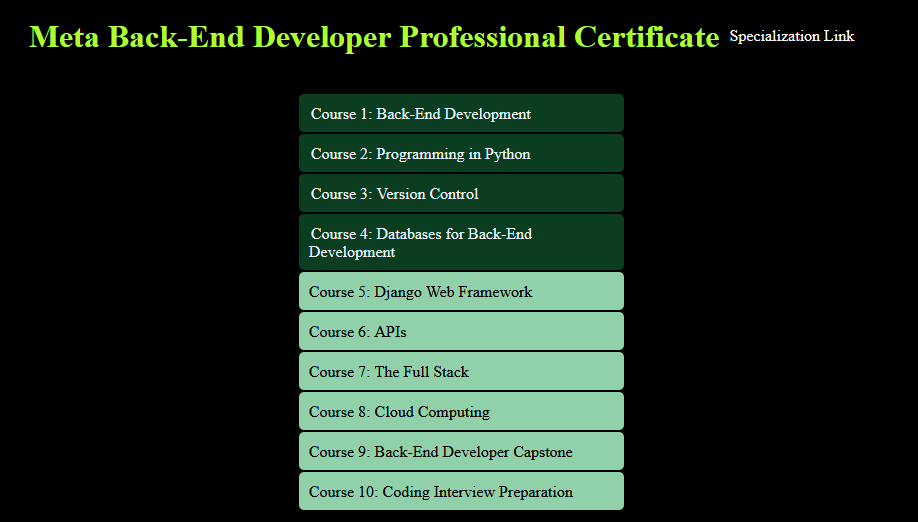 Meta Back-End Developer Professional Certificate Specialization Link
Course 1: Back-End Development
Course 2: Programming in Python
Course 3: Version Control
Course 4: Databases for Back-End
Development
Course 5: Django Web Framework
Course 6: APIs
Course 7: The Full Stack
Course 8: Cloud Computing
Course 9: Back-End Developer Capstone
Course 10: Coding Interview Preparation